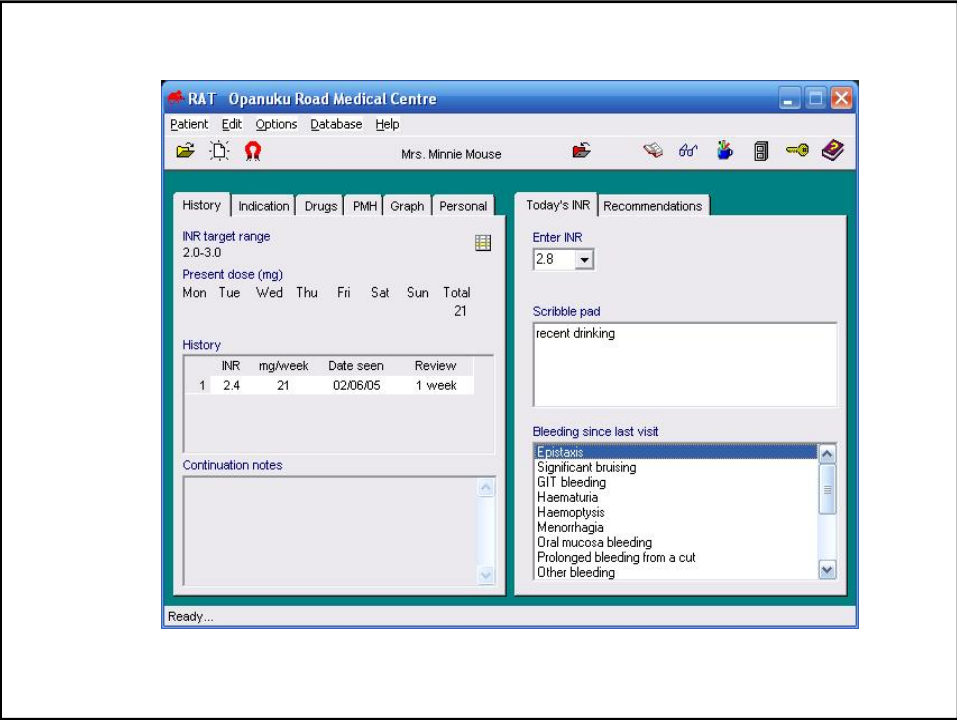 RAT Opanuku Road Medical Centre
Patient Edit Options Database Help
Mrs. Minnie Mouse
History Indication Drugs PMH Graph Personal
INR target range
2.0-3.0
Present dose (mg)
Mon Tue Wed Thu Fri Sat Sun Total
21
History
INR mg/week Date seen Review
1 2.4 21 02/06/05 1 week
Continuation notes
Today's INR Recommendations
Enter INR
2.8
Scribble pad
recent drinking
Bleeding since last visit
Epistaxis
Significant bruising
GIT bleeding
Haematuria
Haemoptysis
Menorrhagia
Oral mucosa bleeding
Prolonged bleeding from a cut
Other bleeding
Ready...